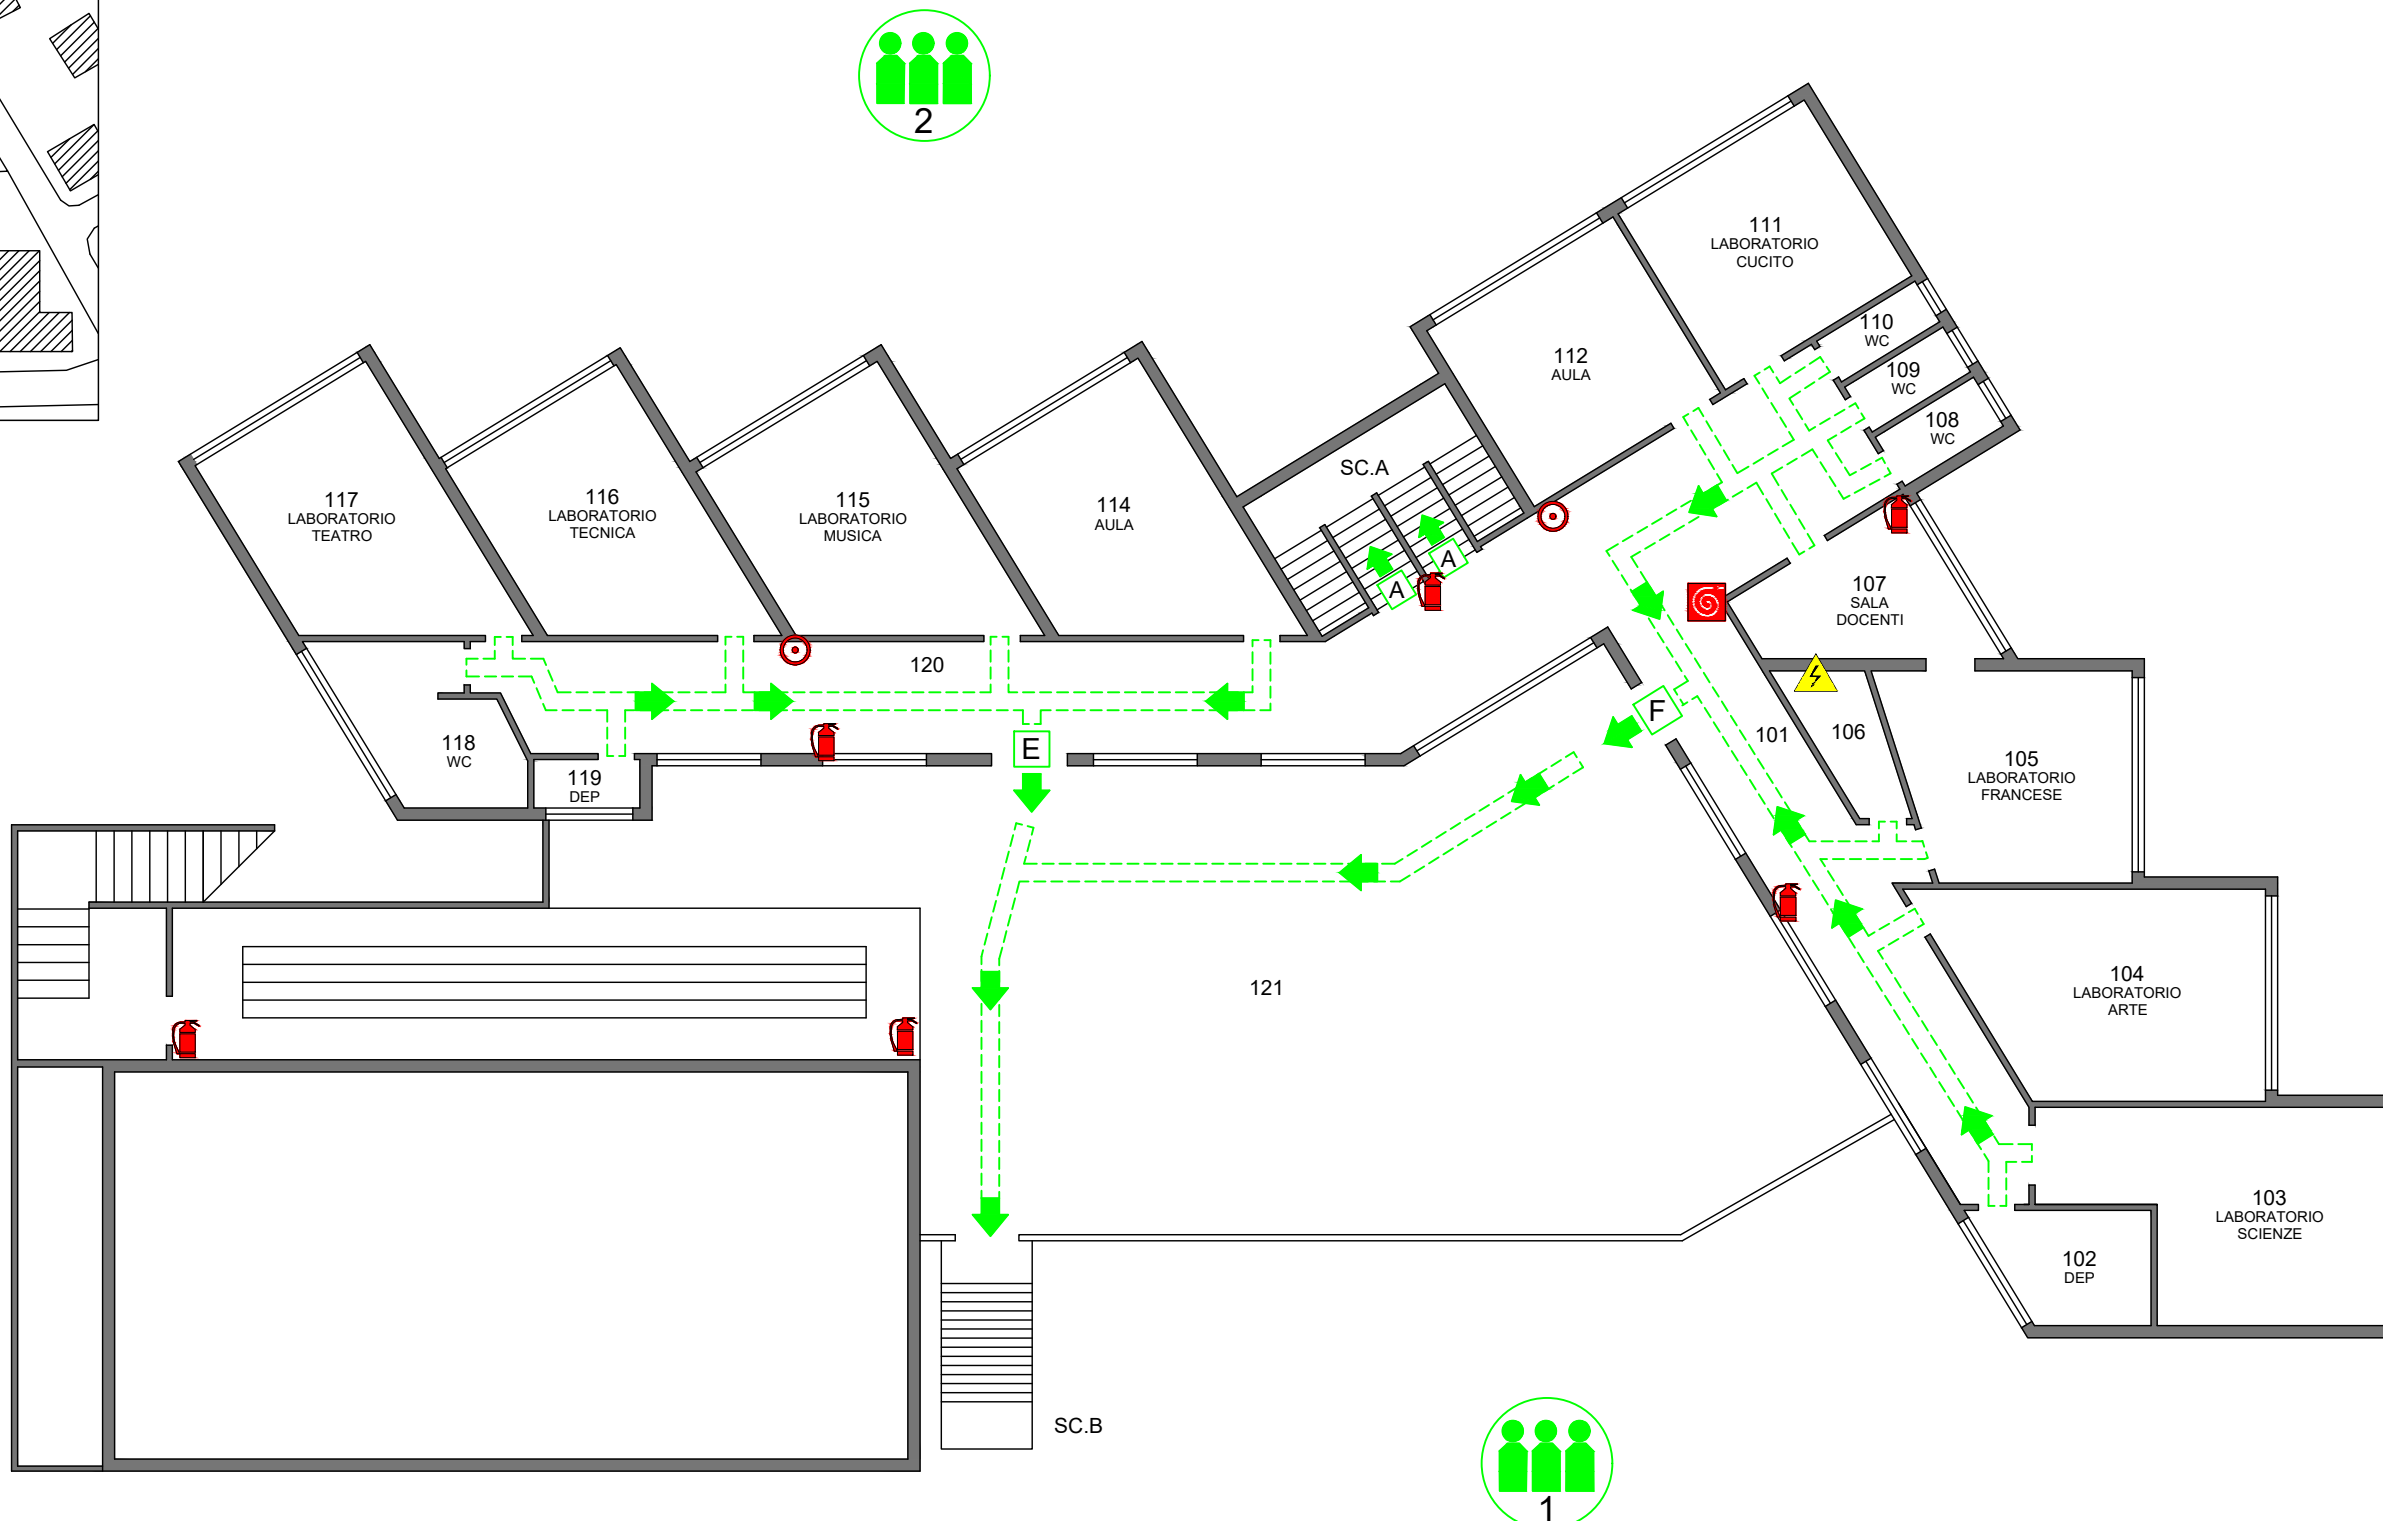 2
111
LABORATORIO
CUCITO
110
WC
109
WC
108
WC
112
AULA
SC.A
A
A
117
LABORATORIO
TEATRO
116
LABORATORIO
TECNICA
115
LABORATORIO
MUSICA
114
AULA
107
SALA
DOCENTI
120
F
101
106
E
118
WC
119
DEP
105
LABORATORIO
FRANCESE
121
104
LABORATORIO
ARTE
103
LABORATORIO
SCIENZE
102
DEP
SC.B
1